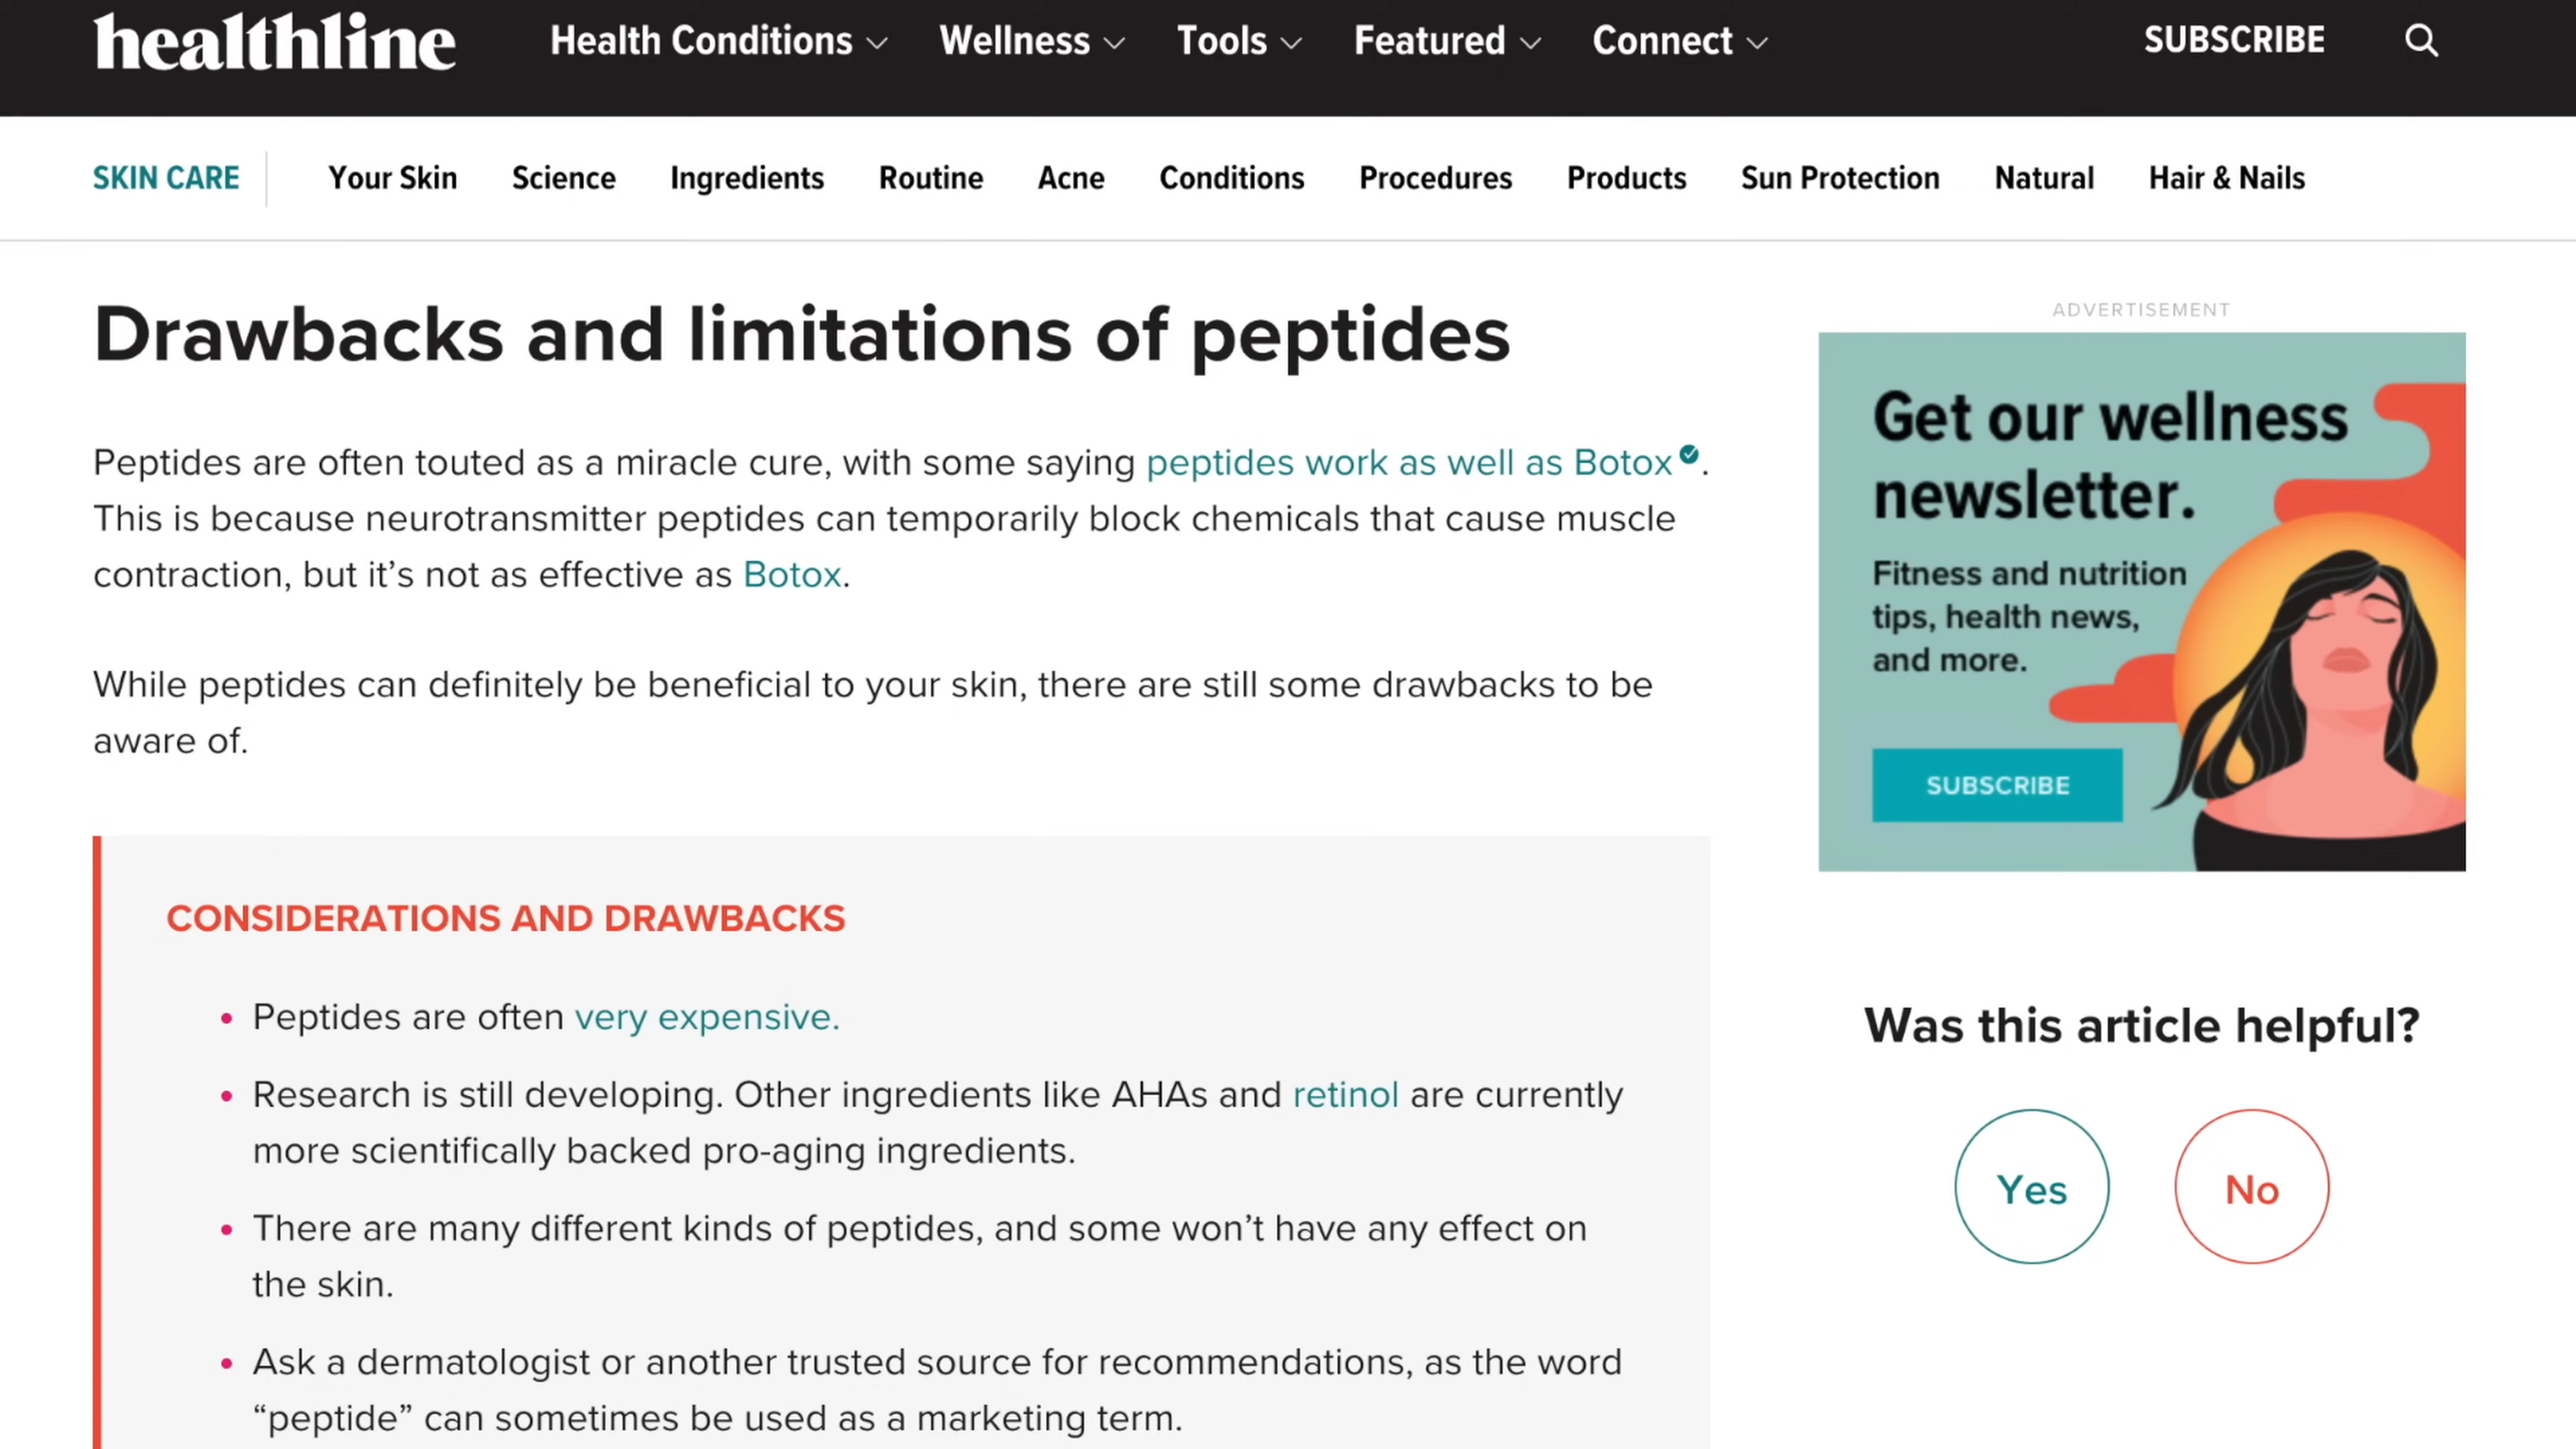 healthline
Health Conditions
Wellness
Tools
Featured
Connect
SUBSCRIBE
SKIN CARE
Your Skin
Science
Ingredients
Routine
Acne
Conditions
Procedures
Products
Sun Protection
Natural
Hair & Nails
Drawbacks and limitations of peptides
Peptides are often touted as a miracle cure, with some saying peptides work as well as Botox.
This is because neurotransmitter peptides can temporarily block chemicals that cause muscle
contraction, but it’s not as effective as Botox.
While peptides can definitely be beneficial to your skin, there are still some drawbacks to be
aware of.
CONSIDERATIONS AND DRAWBACKS
• Peptides are often very expensive.
• Research is still developing. Other ingredients like AHAs and retinol are currently
more scientifically backed pro-aging ingredients.
• There are many different kinds of peptides, and some won’t have any effect on
the skin.
• Ask a dermatologist or another trusted source for recommendations, as the word
“peptide” can sometimes be used as a marketing term.
ADVERTISEMENT
Get our wellness
newsletter.
Fitness and nutrition
tips, health news,
and more.
SUBSCRIBE
Was this article helpful?
Yes
No